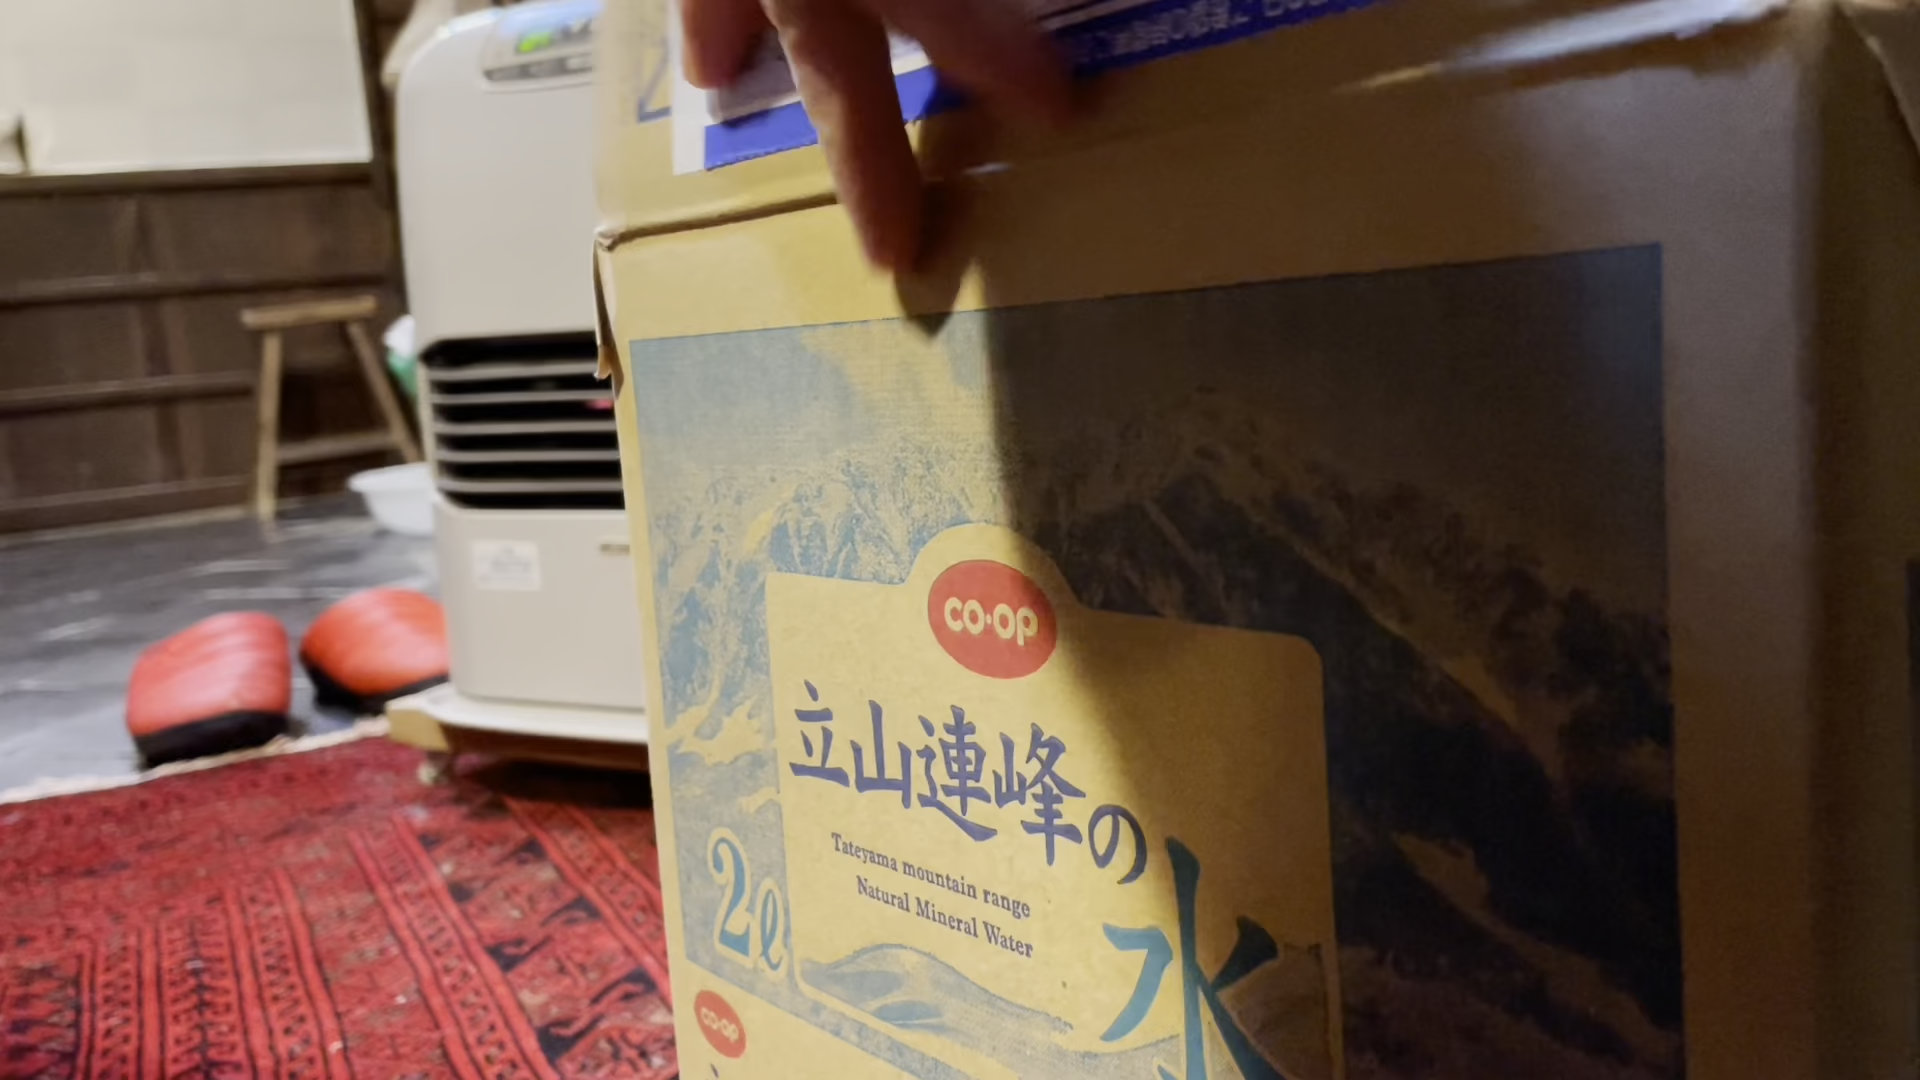 co·op
立山連峰の
水
Tateyama mountain range
Natural Mineral Water
2ℓ
co·op